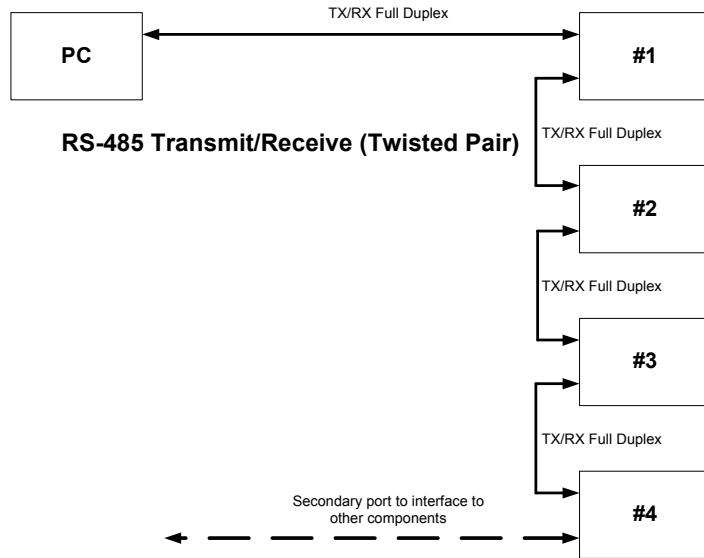 TX/RX Full Duplex
PC
#1
TX/RX Full Duplex
RS-485 Transmit/Receive (Twisted Pair)
#2
TX/RX Full Duplex
#3
TX/RX Full Duplex
Secondary port to interface to
other components
#4